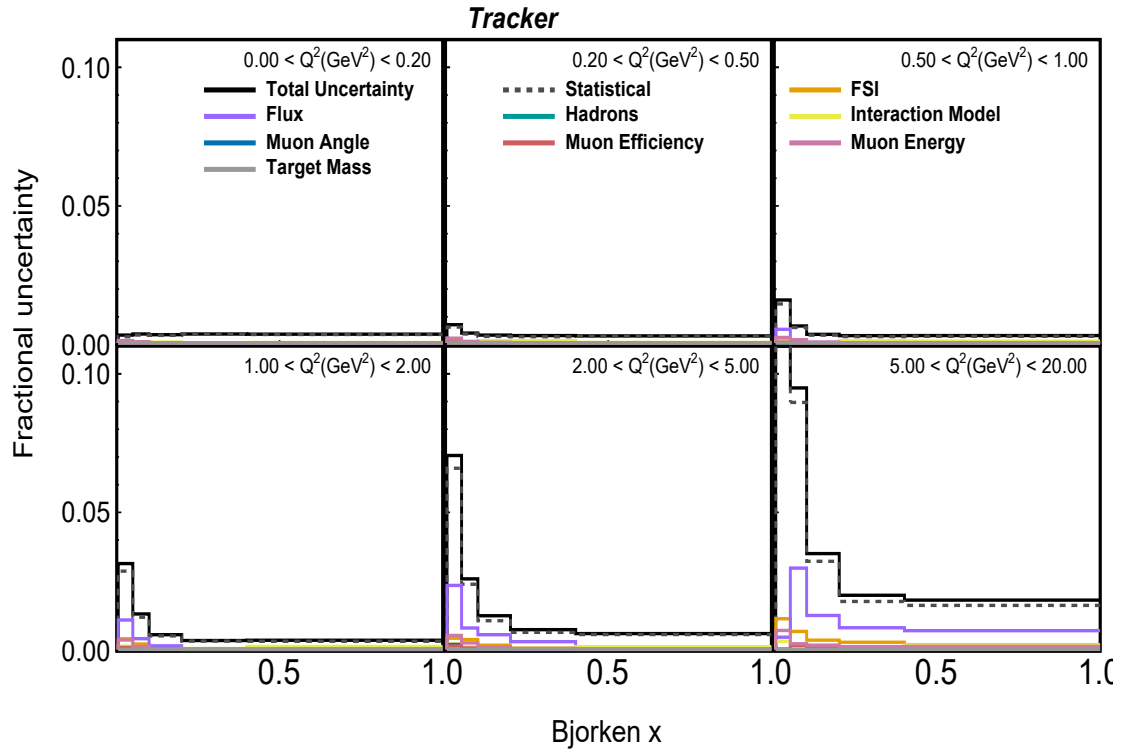 Tracker
0.00 < Q²(GeV²) < 0.20
0.20 < Q²(GeV²) < 0.50
0.50 < Q²(GeV²) < 1.00
Total Uncertainty
Statistical
FSI
Flux
Hadrons
Interaction Model
Muon Angle
Muon Efficiency
Muon Energy
Target Mass
0.10
0.05
0.00
Fractional uncertainty
1.00 < Q²(GeV²) < 2.00
2.00 < Q²(GeV²) < 5.00
5.00 < Q²(GeV²) < 20.00
0.10
0.05
0.00
0.5
1.0
0.5
1.0
0.5
1.0
Bjorken x